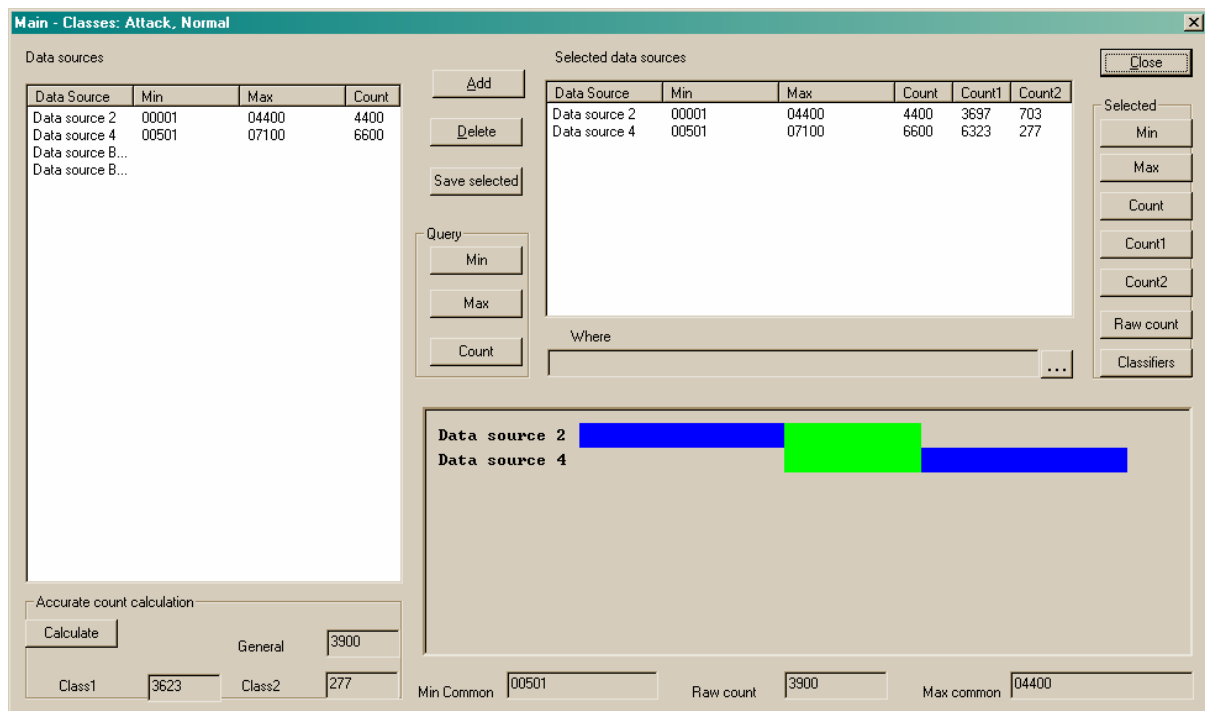 Main - Classes: Attack, Normal
Data sources
Data Source Min Max Count
Data source 2 00001 04400 4400
Data source 4 00501 07100 6600
Data source B...
Data source B...
Add
Delete
Save selected
Query
Min
Max
Count
Selected data sources
Data Source Min Max Count Count1 Count2
Data source 2 00001 04400 4400 3697 703
Data source 4 00501 07100 6600 6323 277
Where
...
Close
Selected
Min
Max
Count
Count1
Count2
Raw count
Classifiers
Data source 2
Data source 4
Accurate count calculation
Calculate
General 3900
Class1 3623 Class2 277
Min Common 00501 Raw count 3900 Max common 04400